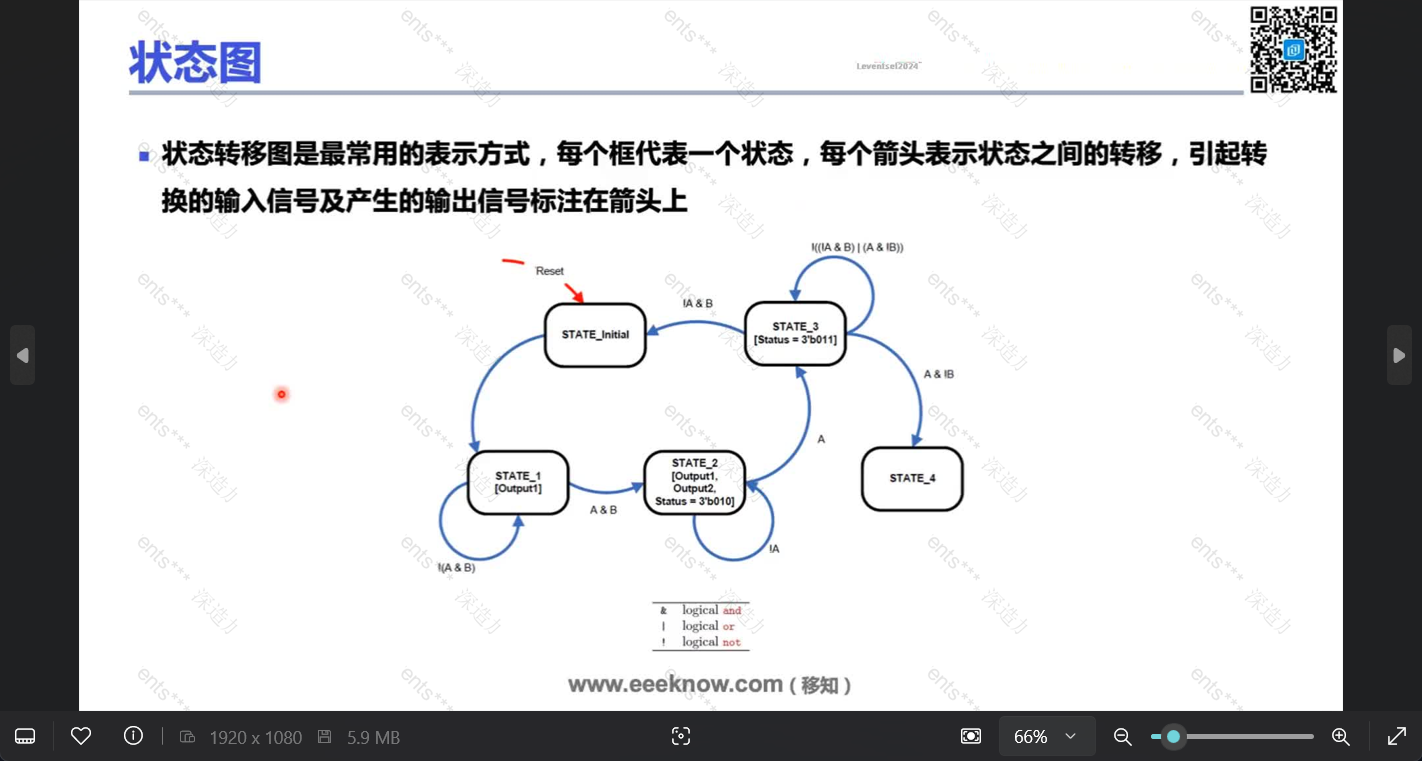 状态图
Leventsel2024
状态转移图是最常用的表示方式，每个框代表一个状态，每个箭头表示状态之间的转移，引起转
换的输入信号及产生的输出信号标注在箭头上
!((!A & B) | (A & !B))
Reset
!A & B
STATE_Initial
STATE_3
[Status = 3'b011]
A & !B
A
STATE_1
[Output1]
A & B
STATE_2
[Output1,
Output2,
Status = 3'b010]
STATE_4
!A
!(A & B)
& logical and
| logical or
! logical not
www.eeeknow.com ( 移知 )
1920 x 1080
5.9 MB
66%